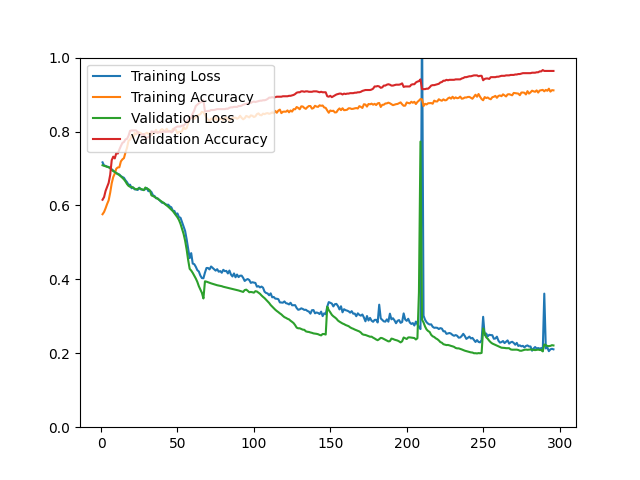 1.0
0.8
0.6
0.4
0.2
0.0
Training Loss
Training Accuracy
Validation Loss
Validation Accuracy
0 50 100 150 200 250 300